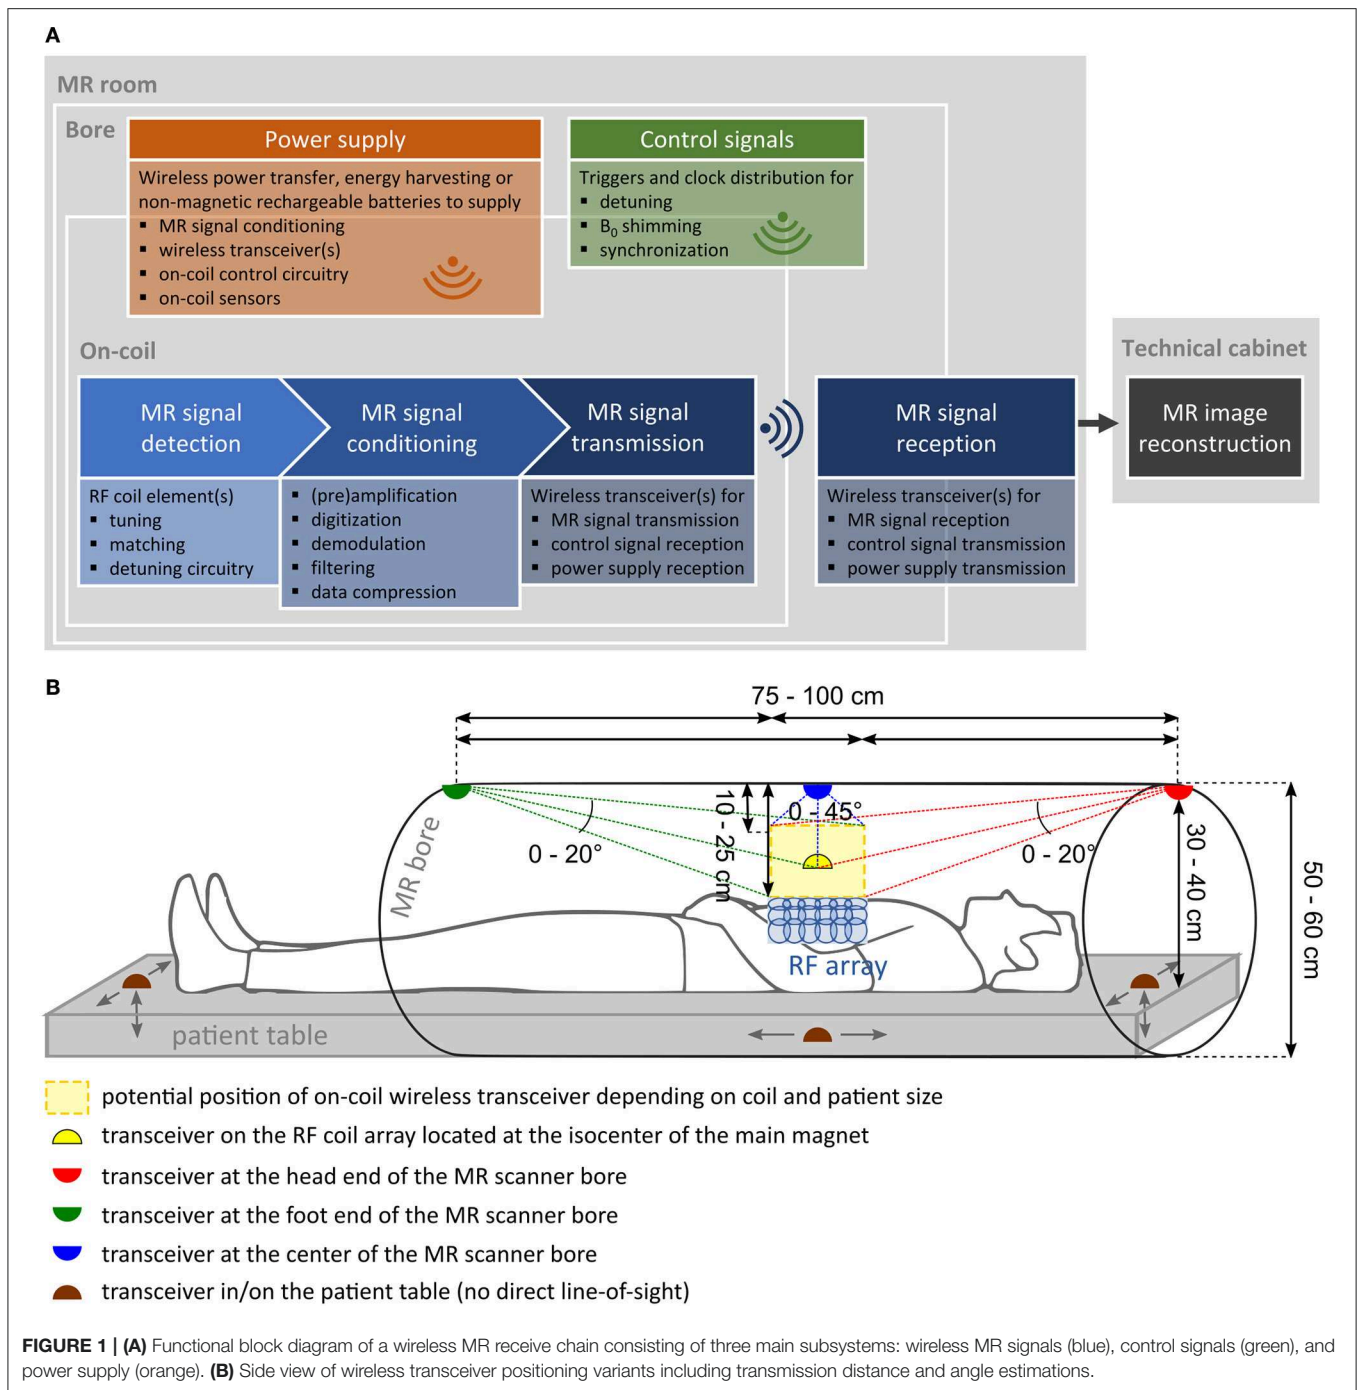 A
MR room
Bore
Power supply
Wireless power transfer, energy harvesting or
non-magnetic rechargeable batteries to supply
▪ MR signal conditioning
▪ wireless transceiver(s)
▪ on-coil control circuitry
▪ on-coil sensors
Control signals
Triggers and clock distribution for
▪ detuning
▪ B0 shimming
▪ synchronization
On-coil
MR signal
detection
RF coil element(s)
▪ tuning
▪ matching
▪ detuning circuitry
MR signal
conditioning
▪ (pre)amplification
▪ digitization
▪ demodulation
▪ filtering
▪ data compression
MR signal
transmission
Wireless transceiver(s) for
▪ MR signal transmission
▪ control signal reception
▪ power supply reception
MR signal
reception
Wireless transceiver(s) for
▪ MR signal reception
▪ control signal transmission
▪ power supply transmission
Technical cabinet
MR image
reconstruction
B
75 - 100 cm
10 - 25 cm
0 - 45°
0 - 20°
0 - 20°
30 - 40 cm
50 - 60 cm
MR bore
RF array
patient table
potential position of on-coil wireless transceiver depending on coil and patient size
transceiver on the RF coil array located at the isocenter of the main magnet
transceiver at the head end of the MR scanner bore
transceiver at the foot end of the MR scanner bore
transceiver at the center of the MR scanner bore
transceiver in/on the patient table (no direct line-of-sight)
FIGURE 1 | (A) Functional block diagram of a wireless MR receive chain consisting of three main subsystems: wireless MR signals (blue), control signals (green), and
power supply (orange). (B) Side view of wireless transceiver positioning variants including transmission distance and angle estimations.